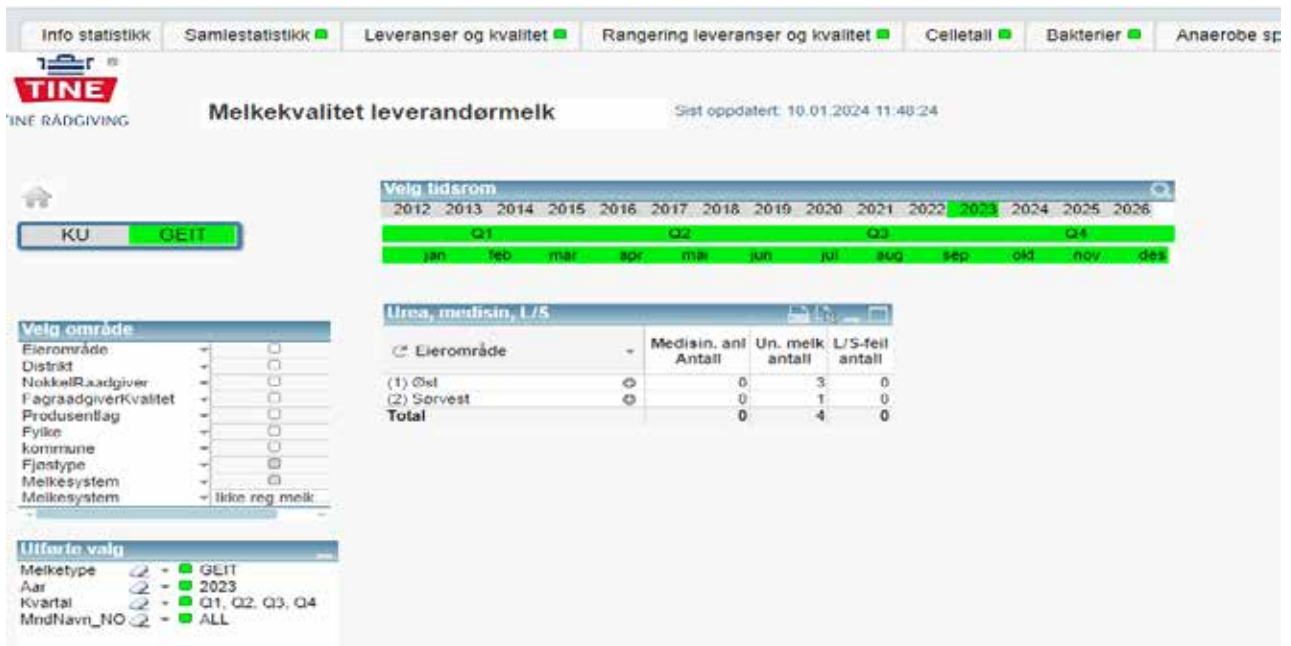 Info statistikk Samlestatistikk Leveranser og kvalitet Rangering leveranser og kvalitet Celletall Bakterier Anaerobe sp
TINE ®
TINE RÅDGIVING
Melkekvalitet leverandørmelk Sist oppdatert: 10.01.2024 11:48:24
KU GEIT
Velg tidsrom
2012 2013 2014 2015 2016 2017 2018 2019 2020 2021 2022 2023 2024 2025 2026
Q1 Q2 Q3 Q4
jan feb mar apr mai jun jul aug sep okt nov des
Velg område
Eierområde
Distrikt
NokkelRaadgiver
FagraadgiverKvalitet
Produsentlag
Fylke
kommune
Fjøstype
Melkesystem
Melkesystem Ikke reg melk
Urea, medisin, L/S
Eierområde Medisin. anl Antall Un. melk antall L/S-feil antall
(1) Øst 0 3 0
(2) Sørvest 0 1 0
Total 0 4 0
Utførte valg
Melketype GEIT
Aar 2023
Kvartal Q1, Q2, Q3, Q4
MndNavn_NO ALL